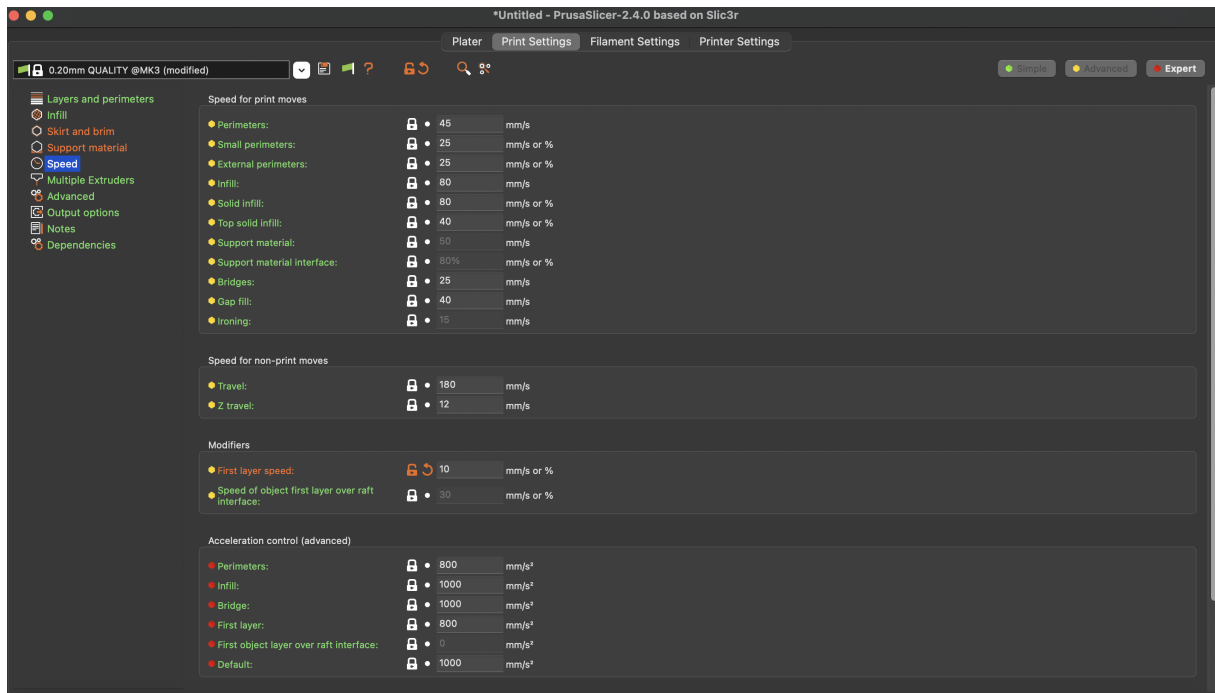 *Untitled - PrusaSlicer-2.4.0 based on Slic3r
Plater Print Settings Filament Settings Printer Settings
0.20mm QUALITY @MK3 (modified) ? Simple Advanced Expert
Layers and perimeters
Infill
Skirt and brim
Support material
Speed
Multiple Extruders
Advanced
Output options
Notes
Dependencies
Speed for print moves
Perimeters: 45 mm/s
Small perimeters: 25 mm/s or %
External perimeters: 25 mm/s or %
Infill: 80 mm/s
Solid infill: 80 mm/s or %
Top solid infill: 40 mm/s or %
Support material: 50 mm/s
Support material interface: 80% mm/s or %
Bridges: 25 mm/s
Gap fill: 40 mm/s
Ironing: 15 mm/s
Speed for non-print moves
Travel: 180 mm/s
Z travel: 12 mm/s
Modifiers
First layer speed: 10 mm/s or %
Speed of object first layer over raft
interface: 30 mm/s or %
Acceleration control (advanced)
Perimeters: 800 mm/s²
Infill: 1000 mm/s²
Bridge: 1000 mm/s²
First layer: 800 mm/s²
First object layer over raft interface: 0 mm/s²
Default: 1000 mm/s²